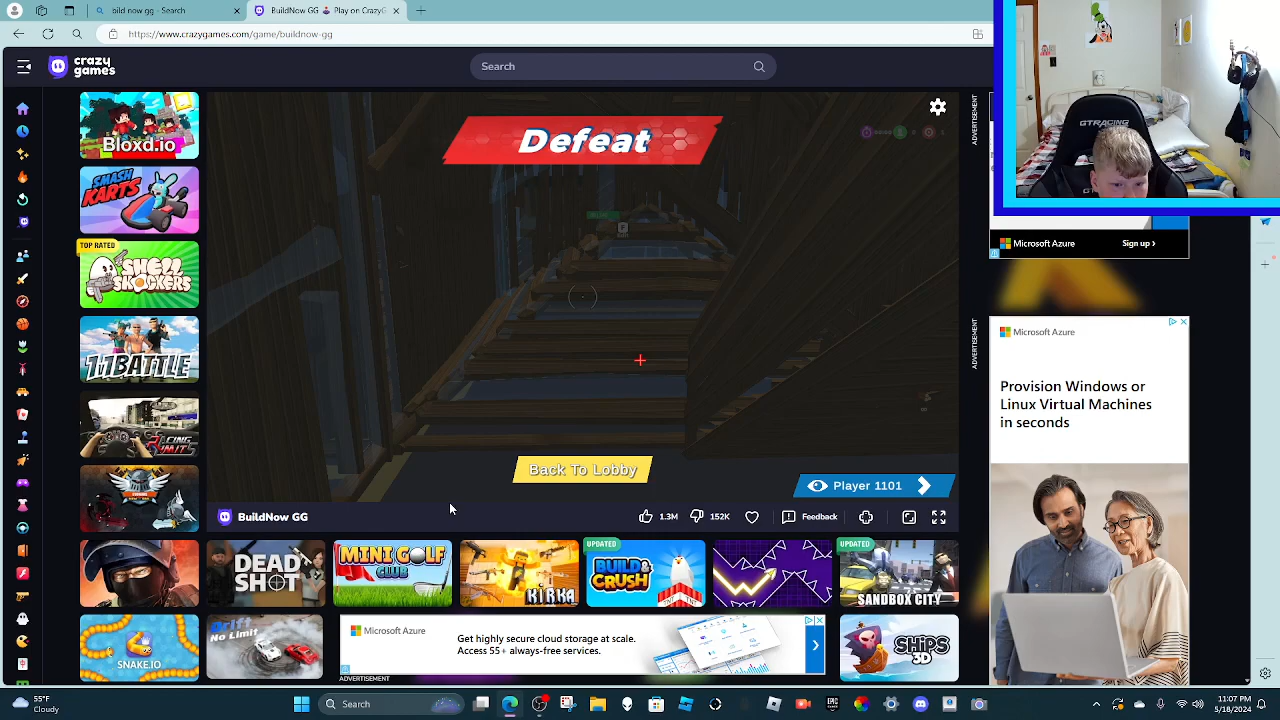 bild now gg - Search
BuildNow GG
Play on CrazyG
https://www.crazygames.com/game/buildnow-gg
crazy
games
Search
Bloxd.io
SMASH
KARTS
TOP RATED
SHELL
SHOCKERS
1v1BATTLE
RACING
LIMITS
Defeat
Back To Lobby
Player 1101
BuildNow GG
1.3M
152K
Feedback
ADVERTISEMENT
GTRACING
Microsoft Azure
Sign up ›
ADVERTISEMENT
Microsoft Azure
Provision Windows or
Linux Virtual Machines
in seconds
DEAD
SHOT
MINI GOLF
CLUB
KIRKA
UPDATED
BUILD
& CRUSH
UPDATED
SANDBOX CITY
SNAKE.IO
Drift
No Limit
Microsoft Azure
Get highly secure cloud storage at scale.
Access 55+ always-free services.
ADVERTISEMENT
SHIPS
3D
55°F
Cloudy
Search
11:07 PM
5/18/2024